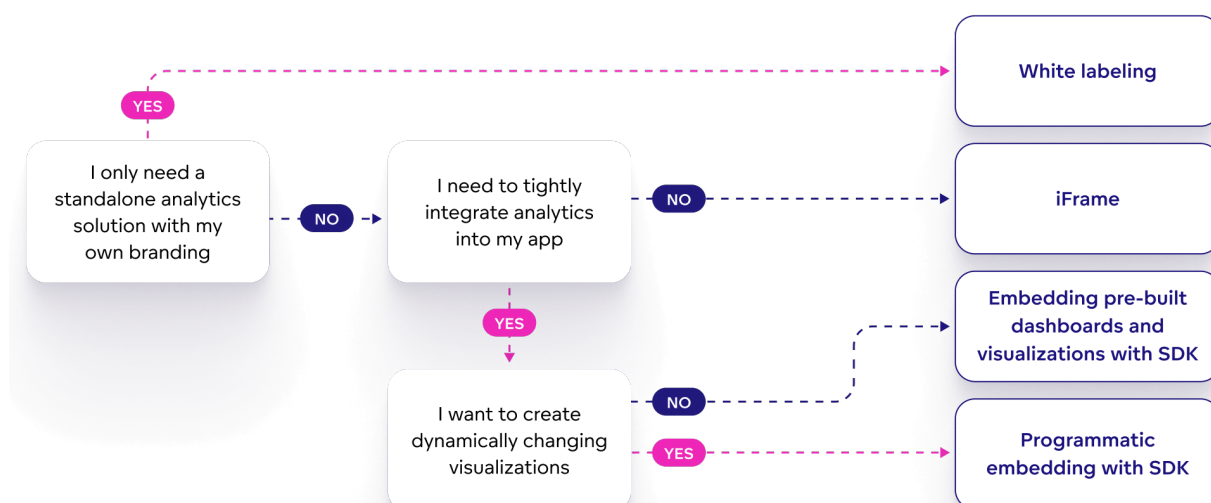 White labeling
YES
I only need a
standalone analytics
solution with my
own branding
NO
I need to tightly
integrate analytics
into my app
NO
iFrame
YES
Embedding pre-built
dashboards and
visualizations with SDK
I want to create
dynamically changing
visualizations
NO
YES
Programmatic
embedding with SDK